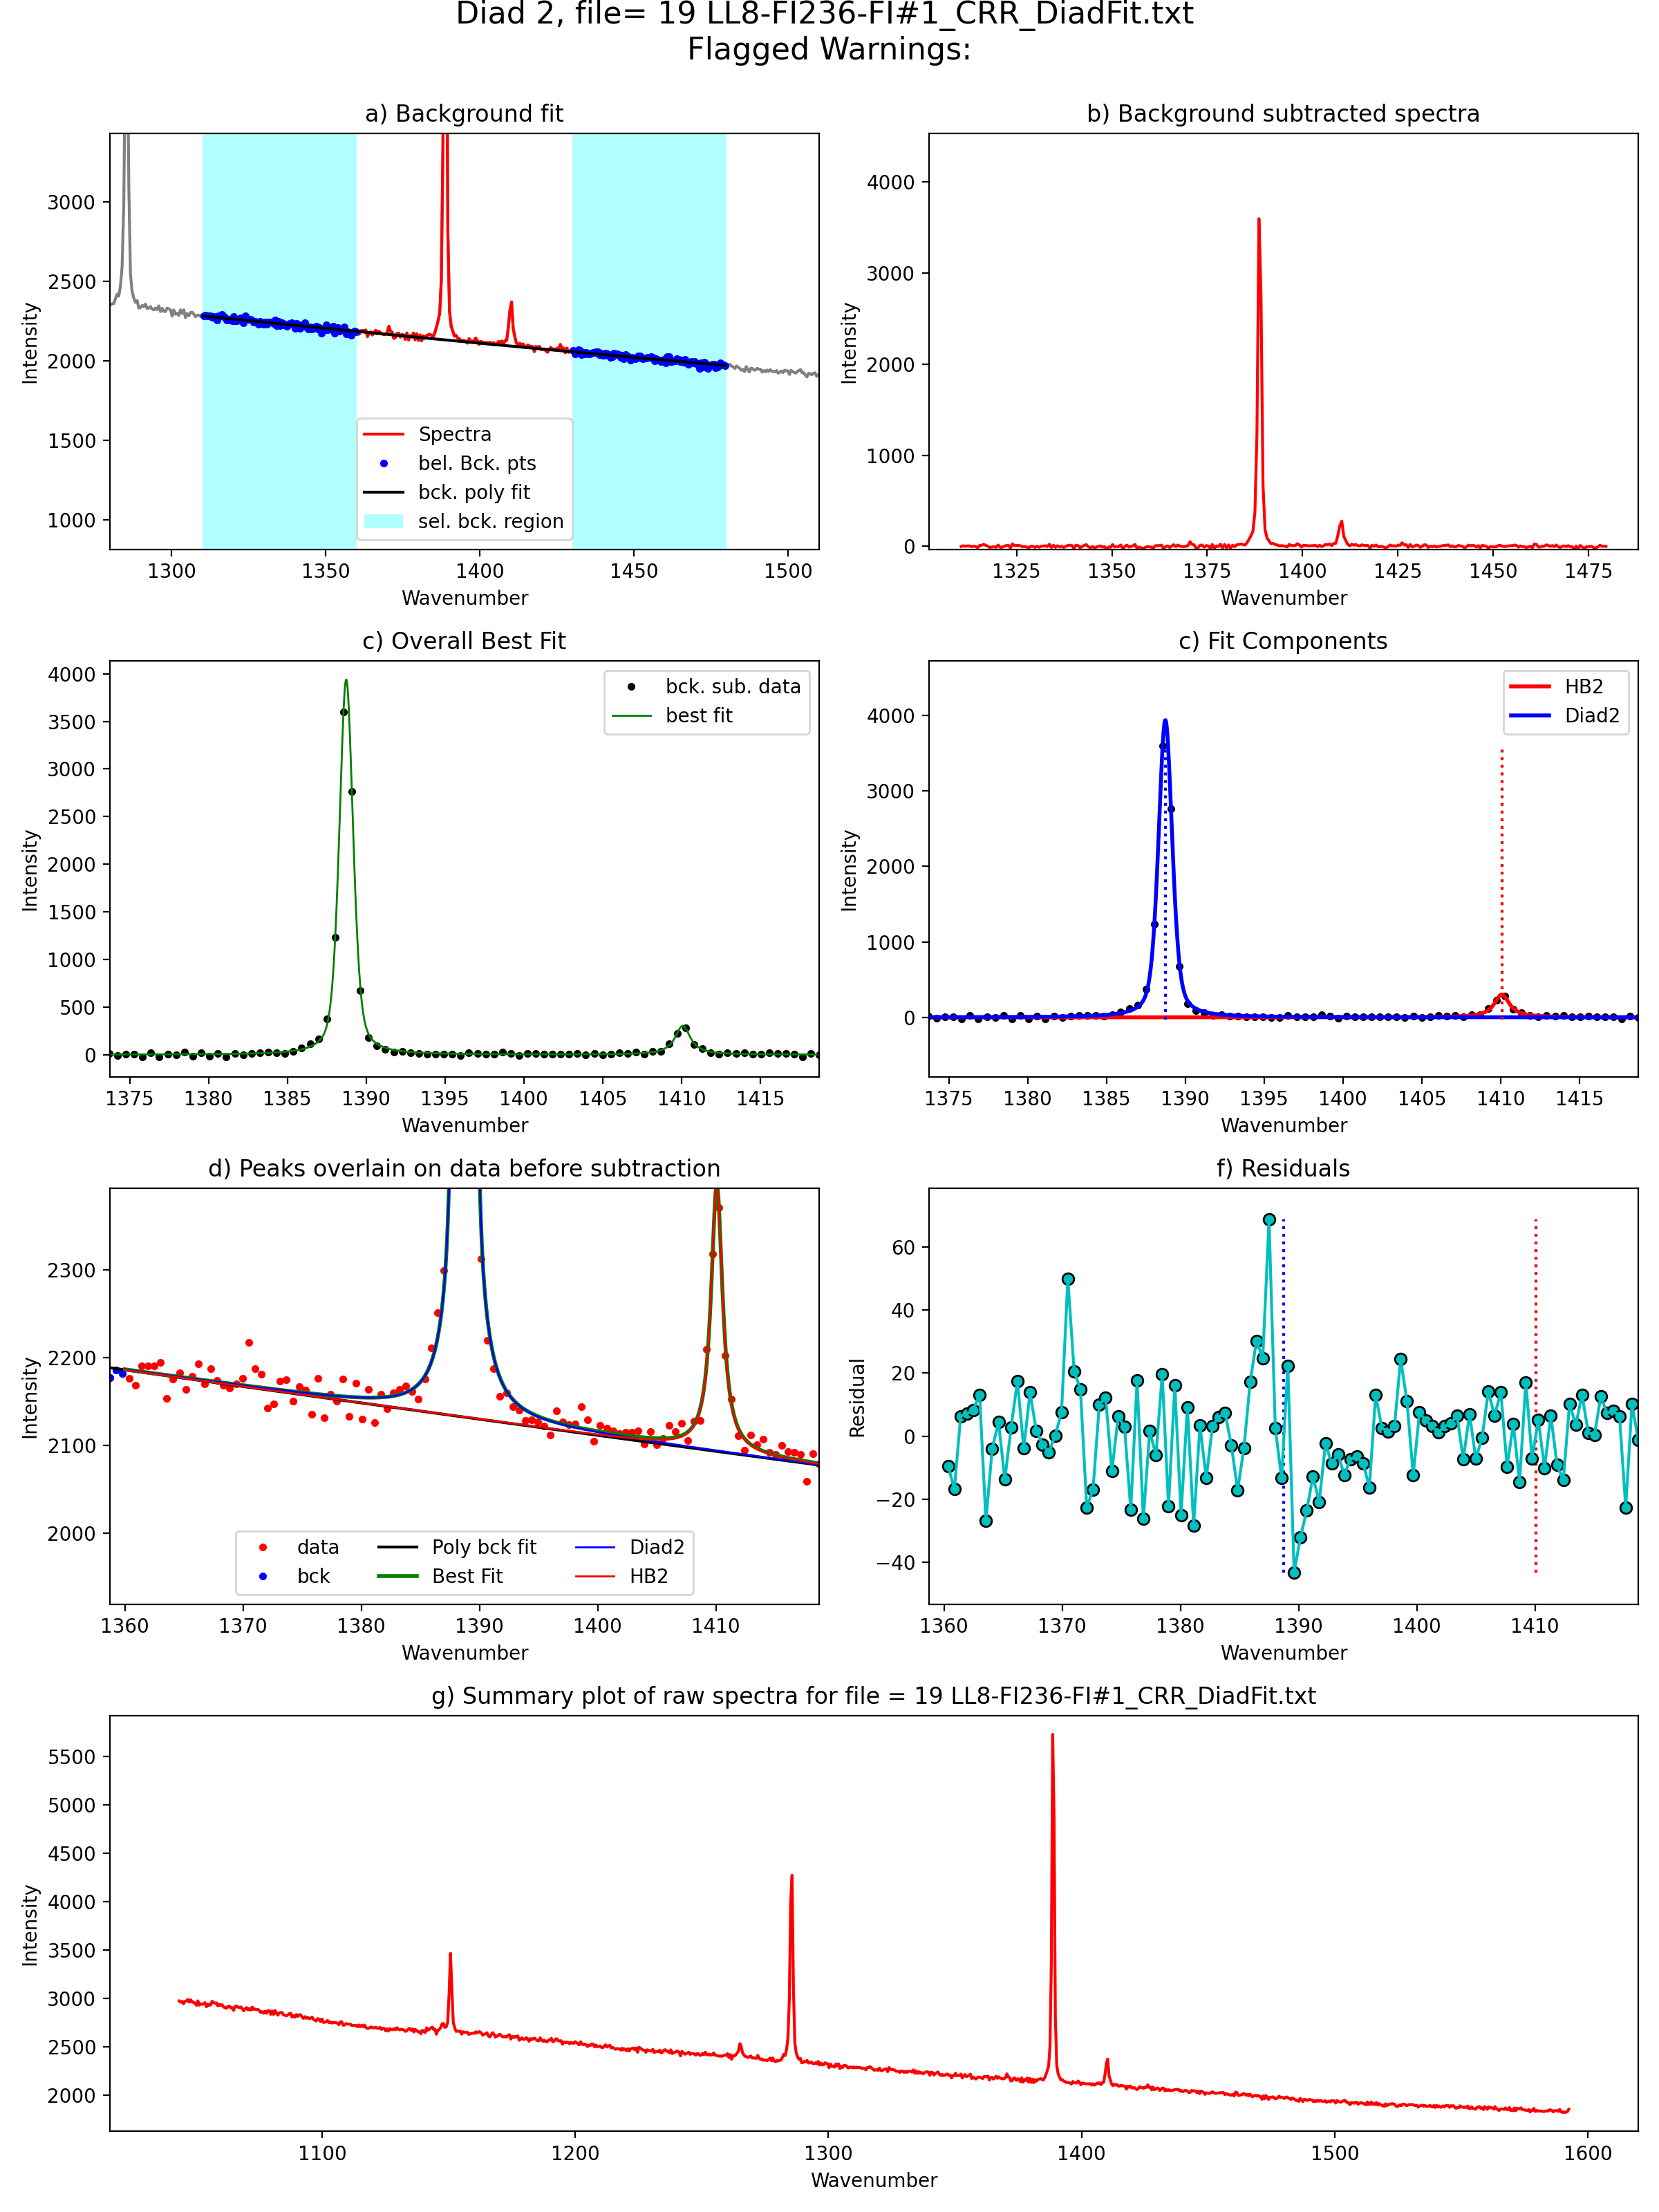 Diad 2, file= 19 LL8-FI236-FI#1_CRR_DiadFit.txt
Flagged Warnings:
a) Background fit
Intensity
3000
2500
2000
1500
1000
Spectra
bel. Bck. pts
bck. poly fit
sel. bck. region
1300 1350 1400 1450 1500
Wavenumber
b) Background subtracted spectra
Intensity
4000
3000
2000
1000
0
1325 1350 1375 1400 1425 1450 1475
Wavenumber
c) Overall Best Fit
Intensity
4000
3500
3000
2500
2000
1500
1000
500
0
bck. sub. data
best fit
1375 1380 1385 1390 1395 1400 1405 1410 1415
Wavenumber
c) Fit Components
Intensity
4000
3000
2000
1000
0
HB2
Diad2
1375 1380 1385 1390 1395 1400 1405 1410 1415
Wavenumber
d) Peaks overlain on data before subtraction
Intensity
2300
2200
2100
2000
data Poly bck fit Diad2
bck Best Fit HB2
1360 1370 1380 1390 1400 1410
Wavenumber
f) Residuals
Residual
60
40
20
0
−20
−40
1360 1370 1380 1390 1400 1410
Wavenumber
g) Summary plot of raw spectra for file = 19 LL8-FI236-FI#1_CRR_DiadFit.txt
Intensity
5500
5000
4500
4000
3500
3000
2500
2000
1100 1200 1300 1400 1500 1600
Wavenumber